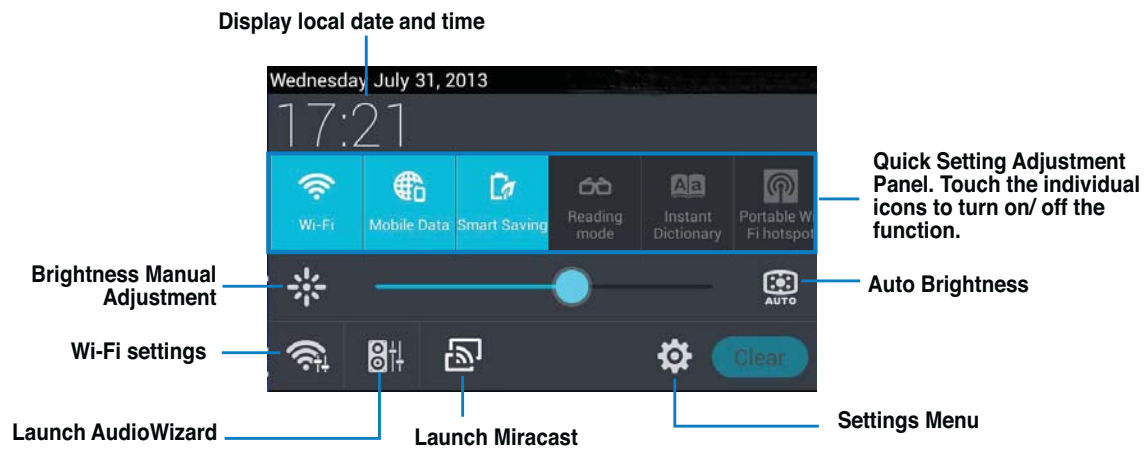 Display local date and time
Wednesday July 31, 2013
17:21
Quick Setting Adjustment
Panel. Touch the individual
icons to turn on/ off the
function.
Wi-Fi
Mobile Data
Smart Saving
Reading
mode
Aa
Instant
Dictionary
Portable W
Fi hotspot
Brightness Manual
Adjustment
AUTO
Auto Brightness
Wi-Fi settings
Clear
Launch AudioWizard
Launch Miracast
Settings Menu